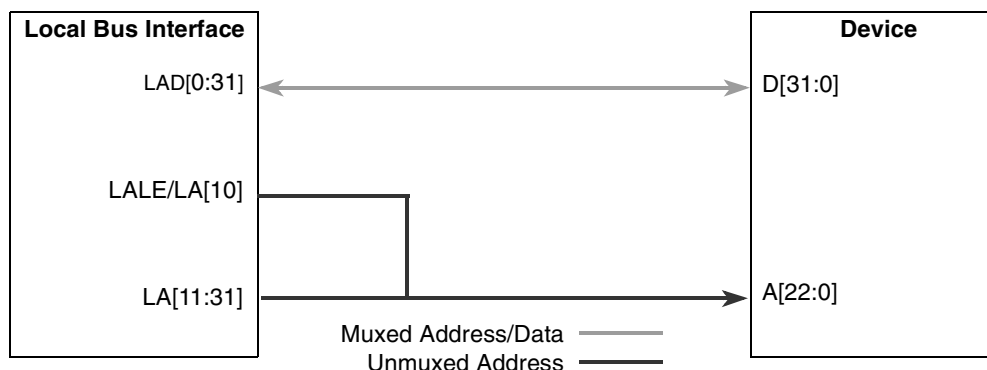 Local Bus Interface
Device
LAD[0:31]
D[31:0]
LALE/LA[10]
LA[11:31]
A[22:0]
Muxed Address/Data
Unmuxed Address